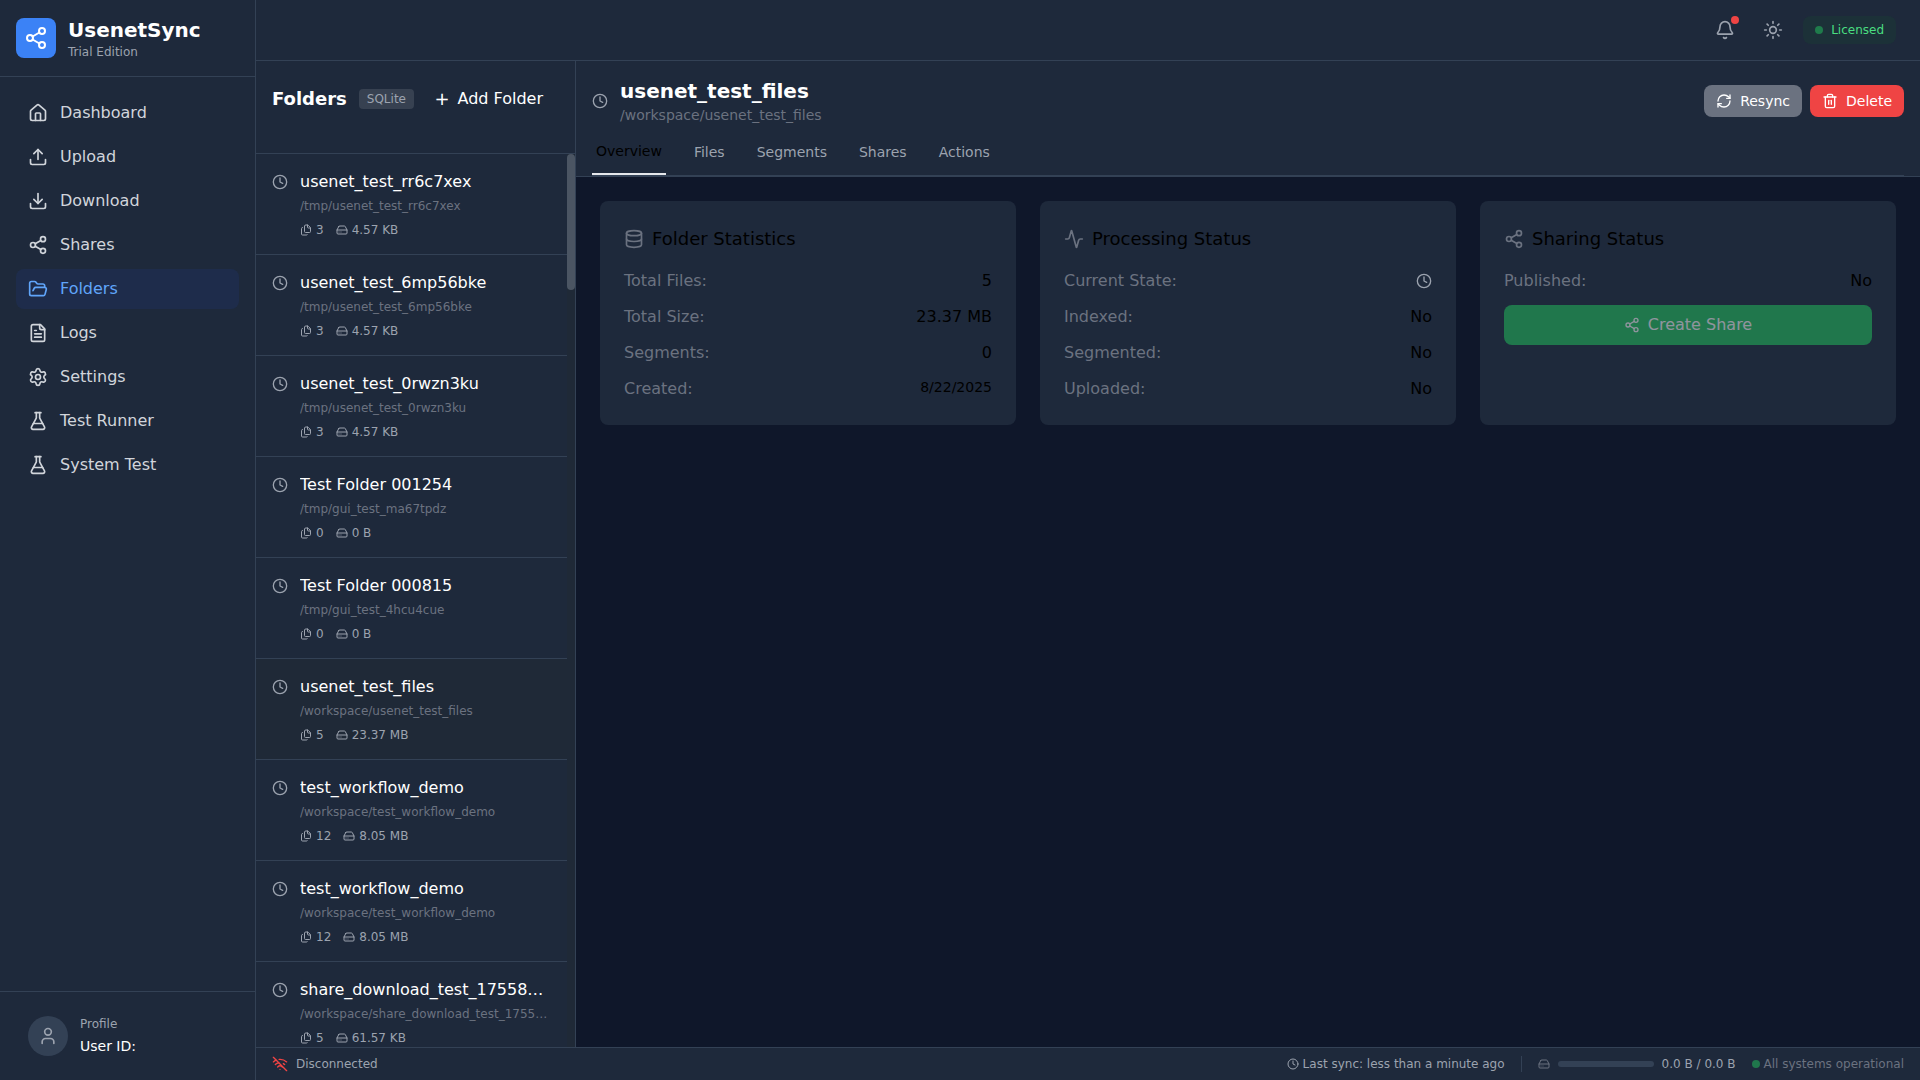 UsenetSync
Trial Edition
Dashboard
Upload
Download
Shares
Folders
Logs
Settings
Test Runner
System Test
Profile
User ID:
Licensed
Folders
SQLite
Add Folder
usenet_test_rr6c7xex
/tmp/usenet_test_rr6c7xex
3 4.57 KB
usenet_test_6mp56bke
/tmp/usenet_test_6mp56bke
3 4.57 KB
usenet_test_0rwzn3ku
/tmp/usenet_test_0rwzn3ku
3 4.57 KB
Test Folder 001254
/tmp/gui_test_ma67tpdz
0 0 B
Test Folder 000815
/tmp/gui_test_4hcu4cue
0 0 B
usenet_test_files
/workspace/usenet_test_files
5 23.37 MB
test_workflow_demo
/workspace/test_workflow_demo
12 8.05 MB
test_workflow_demo
/workspace/test_workflow_demo
12 8.05 MB
share_download_test_17558...
/workspace/share_download_test_1755...
5 61.57 KB
usenet_test_files
/workspace/usenet_test_files
Resync
Delete
Overview Files Segments Shares Actions
Folder Statistics
Total Files: 5
Total Size: 23.37 MB
Segments: 0
Created: 8/22/2025
Processing Status
Current State:
Indexed: No
Segmented: No
Uploaded: No
Sharing Status
Published: No
Create Share
Disconnected
Last sync: less than a minute ago
0.0 B / 0.0 B
All systems operational